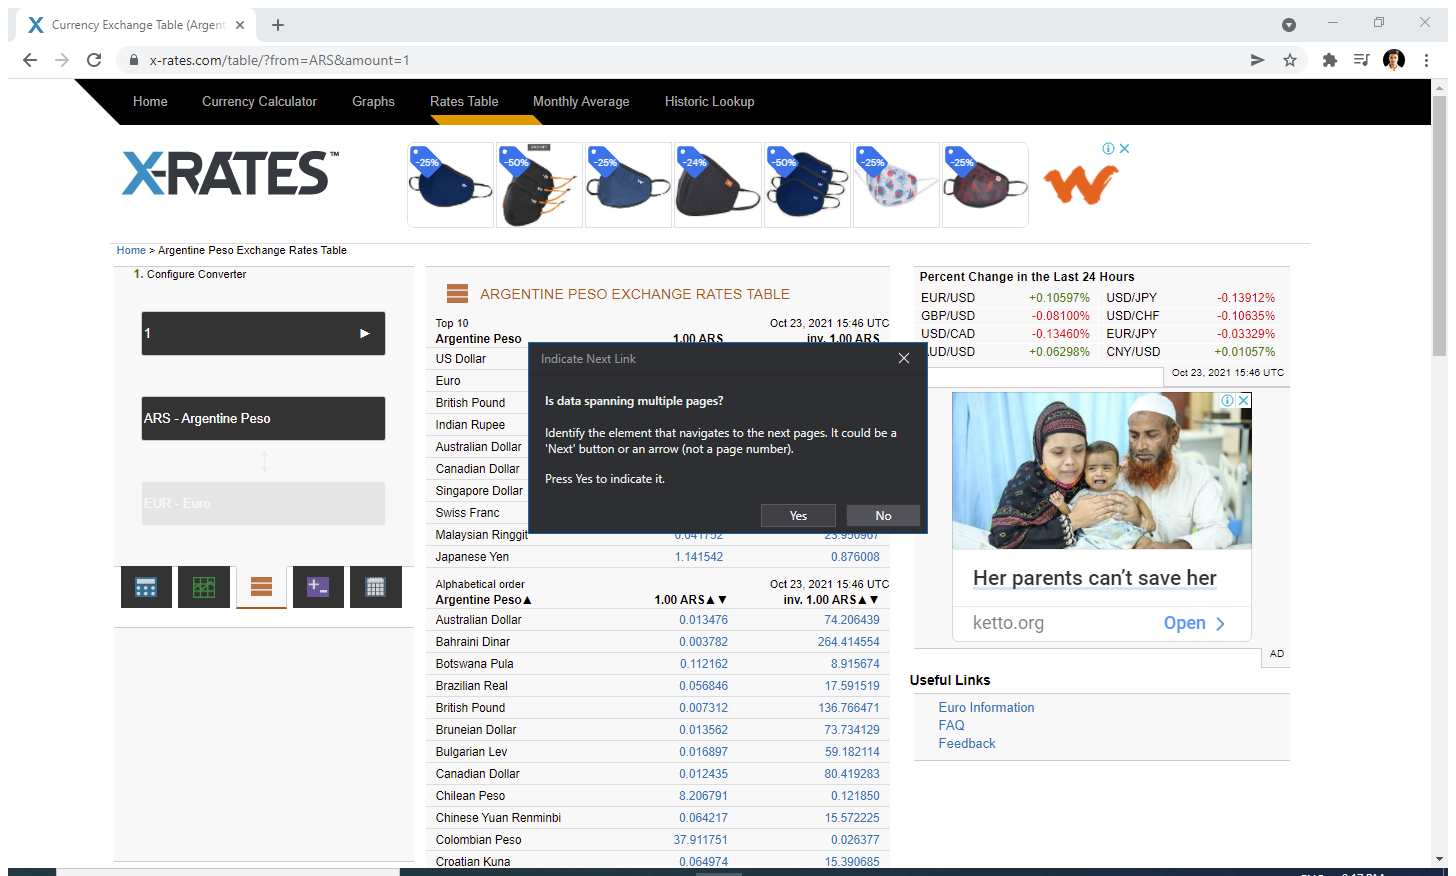 Currency Exchange Table (Argent
x-rates.com/table/?from=ARS&amount=1
Home Currency Calculator Graphs Rates Table Monthly Average Historic Lookup
X-RATES™
-25% -50% -25% -24% -50% -25% -25%
Home > Argentine Peso Exchange Rates Table
1. Configure Converter
1
ARS - Argentine Peso
EUR - Euro
ARGENTINE PESO EXCHANGE RATES TABLE
Top 10 Oct 23, 2021 15:46 UTC
Argentine Peso 1.00 ARS inv. 1.00 ARS
US Dollar
Euro
British Pound
Indian Rupee
Australian Dollar
Canadian Dollar
Singapore Dollar
Swiss Franc
Malaysian Ringgit 0.041752 23.950967
Japanese Yen 1.141542 0.876008
Indicate Next Link
Is data spanning multiple pages?
Identify the element that navigates to the next pages. It could be a
'Next' button or an arrow (not a page number).
Press Yes to indicate it.
Yes No
Alphabetical order Oct 23, 2021 15:46 UTC
Argentine Peso▲ 1.00 ARS▲▼ inv. 1.00 ARS▲▼
Australian Dollar 0.013476 74.206439
Bahraini Dinar 0.003782 264.414554
Botswana Pula 0.112162 8.915674
Brazilian Real 0.056846 17.591519
British Pound 0.007312 136.766471
Bruneian Dollar 0.013562 73.734129
Bulgarian Lev 0.016897 59.182114
Canadian Dollar 0.012435 80.419283
Chilean Peso 8.206791 0.121850
Chinese Yuan Renminbi 0.064217 15.572225
Colombian Peso 37.911751 0.026377
Croatian Kuna 0.064974 15.390685
Percent Change in the Last 24 Hours
EUR/USD +0.10597% USD/JPY -0.13912%
GBP/USD -0.08100% USD/CHF -0.10635%
USD/CAD -0.13460% EUR/JPY -0.03329%
UD/USD +0.06298% CNY/USD +0.01057%
Oct 23, 2021 15:46 UTC
Her parents can't save her
ketto.org Open
AD
Useful Links
Euro Information
FAQ
Feedback